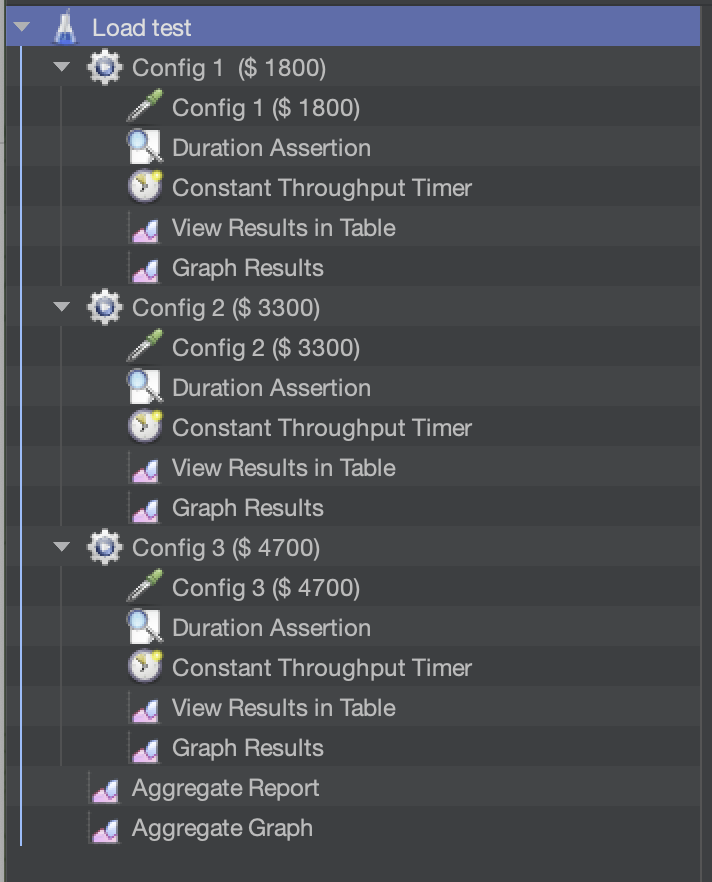 Load test
Config 1  ($ 1800)
Config 1 ($ 1800)
Duration Assertion
Constant Throughput Timer
View Results in Table
Graph Results
Config 2 ($ 3300)
Config 2 ($ 3300)
Duration Assertion
Constant Throughput Timer
View Results in Table
Graph Results
Config 3 ($ 4700)
Config 3 ($ 4700)
Duration Assertion
Constant Throughput Timer
View Results in Table
Graph Results
Aggregate Report
Aggregate Graph